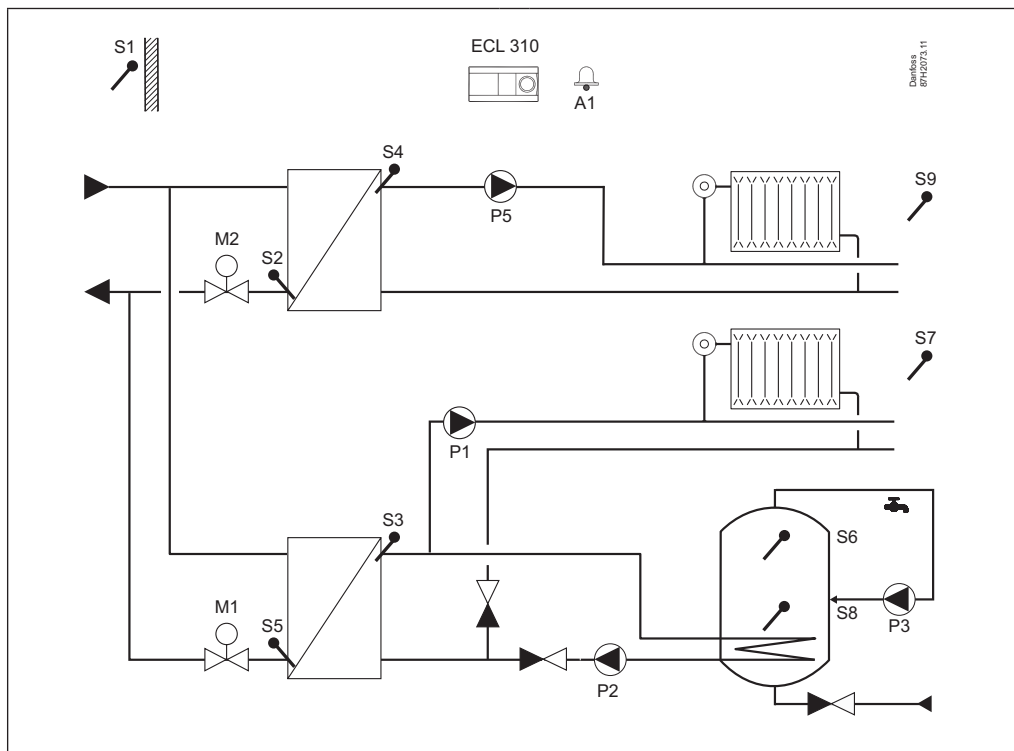 S1
ECL 310
A1
Danfoss
87H2073.11
S4
P5
S9
M2
S2
S7
P1
S3
S6
M1
S5
S8
P3
P2